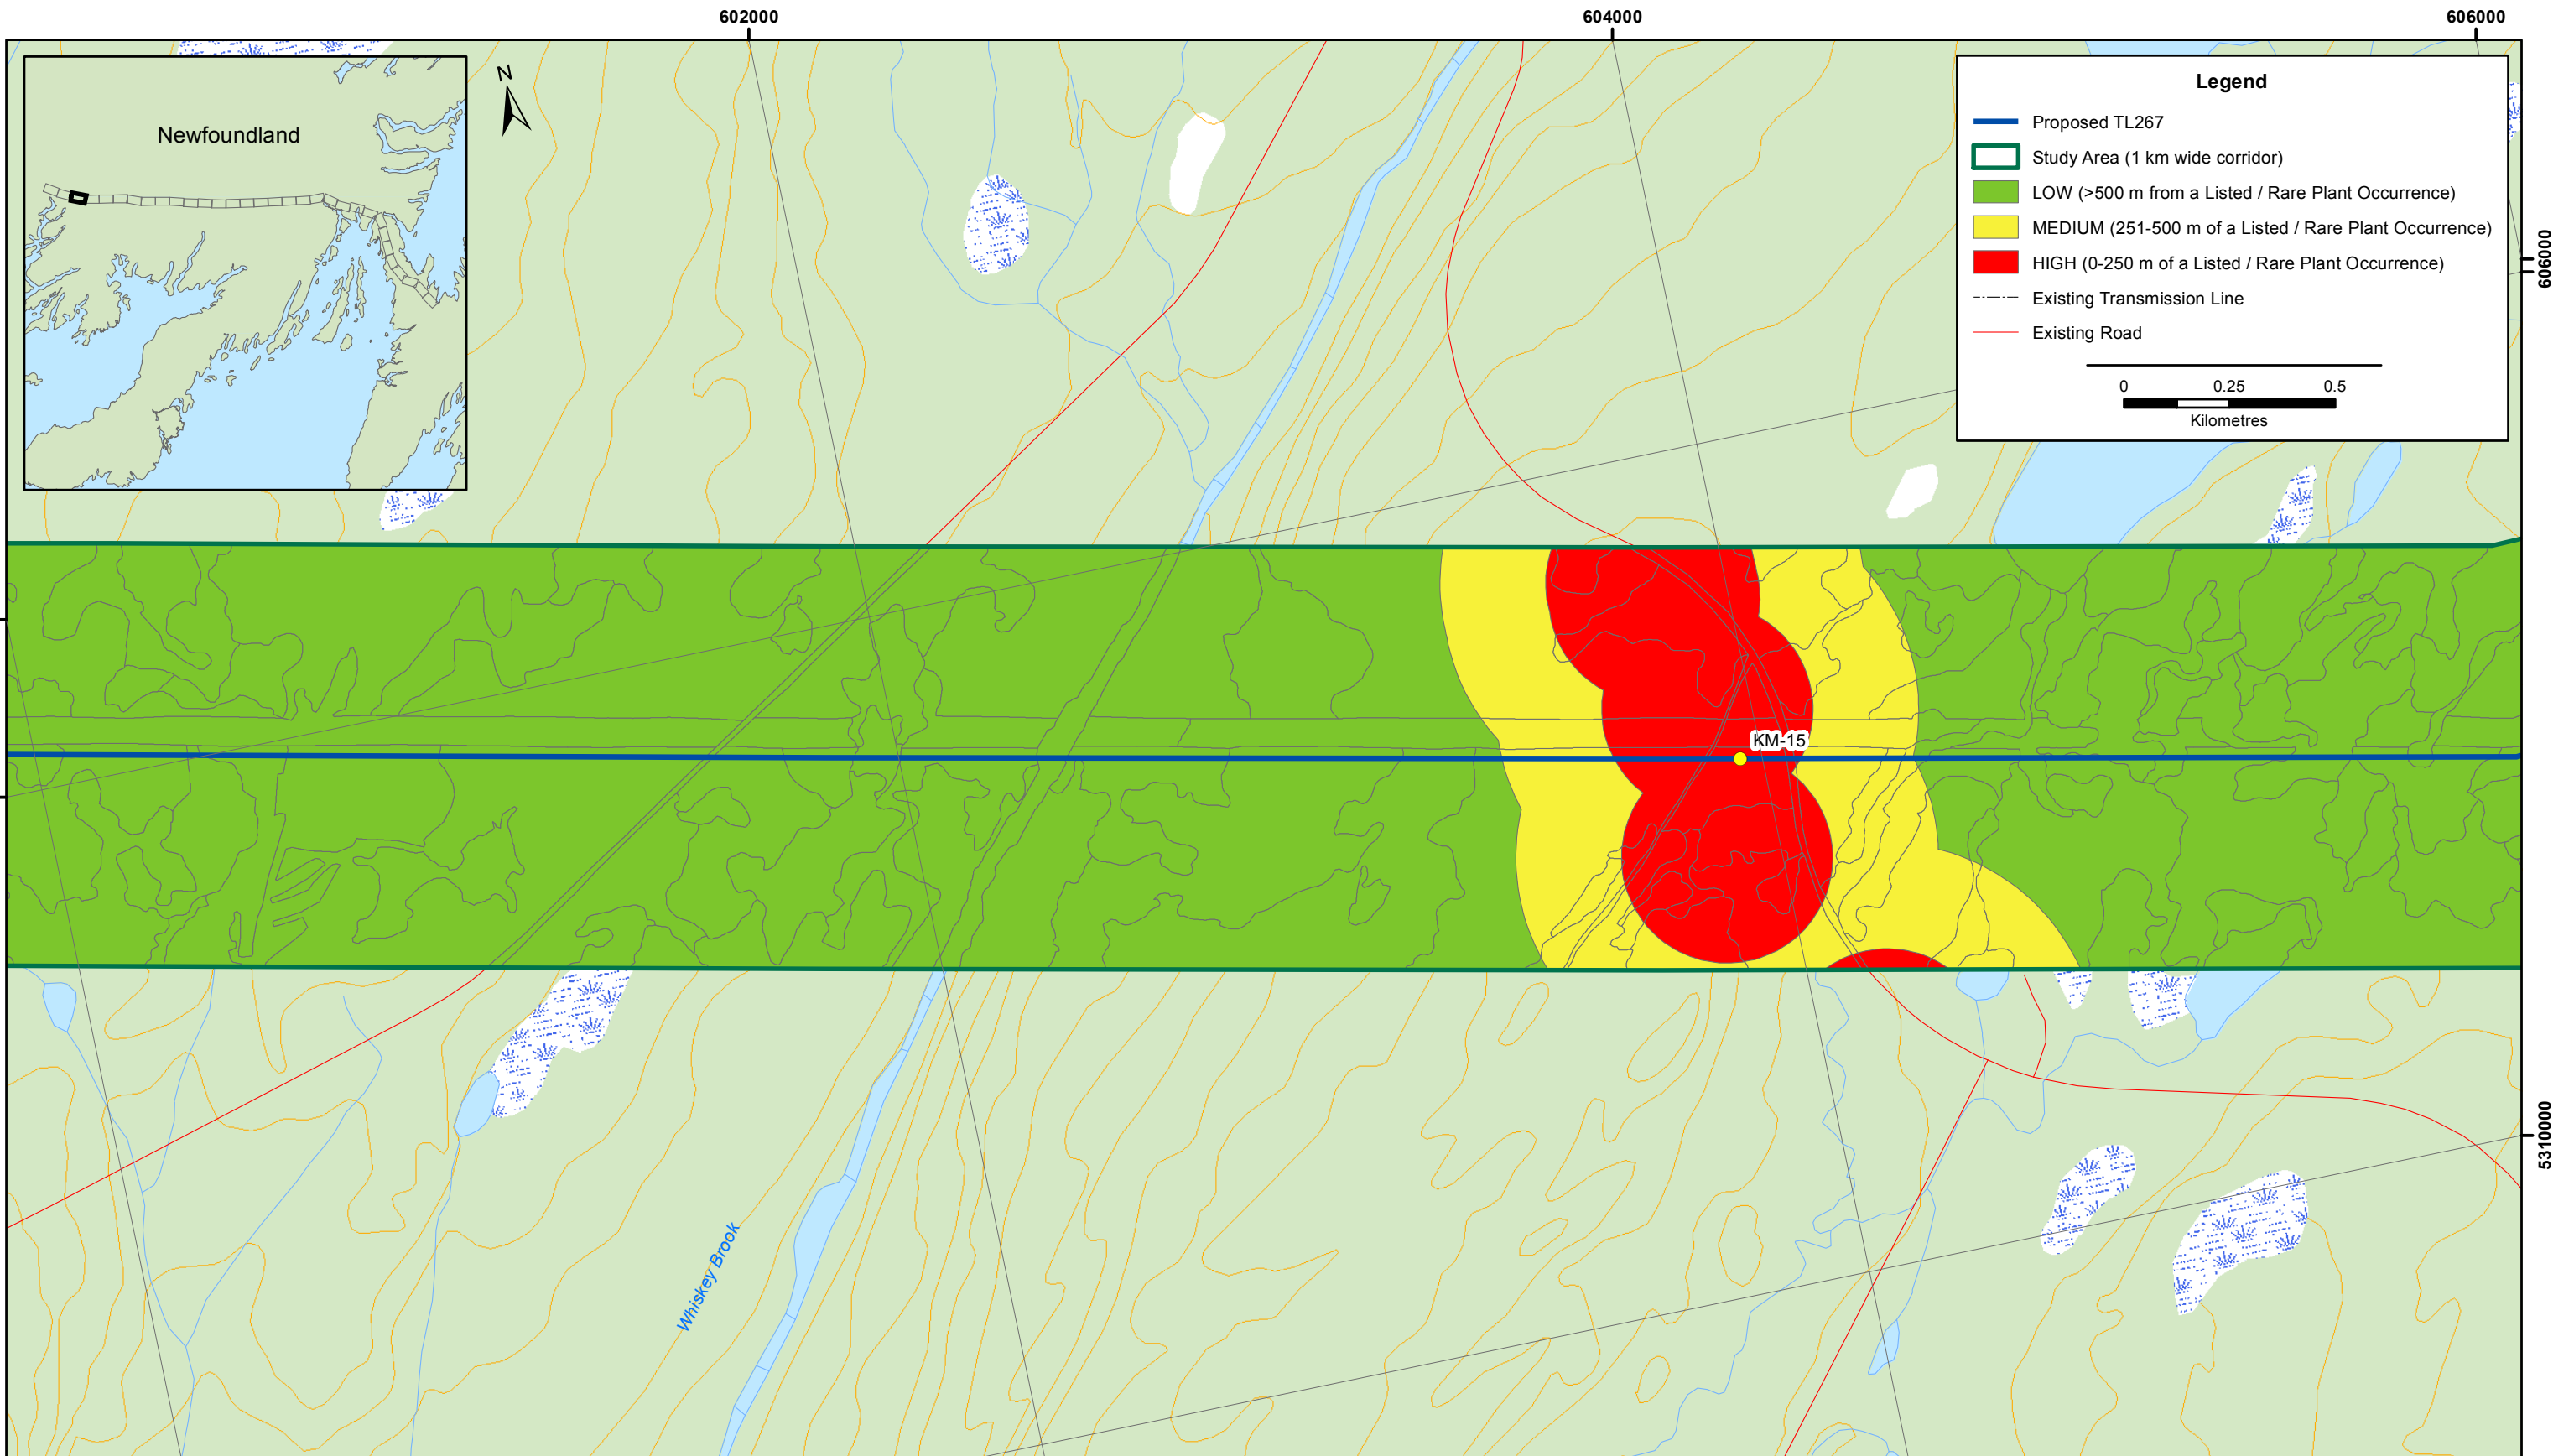 602000
604000
606000
Newfoundland
N
Legend
Proposed TL267
Study Area (1 km wide corridor)
LOW (>500 m from a Listed / Rare Plant Occurrence)
MEDIUM (251-500 m of a Listed / Rare Plant Occurrence)
HIGH (0-250 m of a Listed / Rare Plant Occurrence)
Existing Transmission Line
Existing Road
0 0.25 0.5
Kilometres
606000
KM-15
5310000
Whiskey Brook